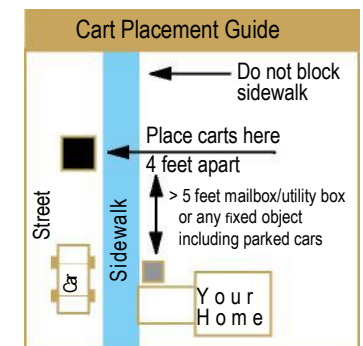 Cart Placement Guide
Do not block
sidewalk
Place carts here
4 feet apart
> 5 feet mailbox/utility box
or any fixed object
including parked cars
Street
Sidewalk
Car
Your
Home